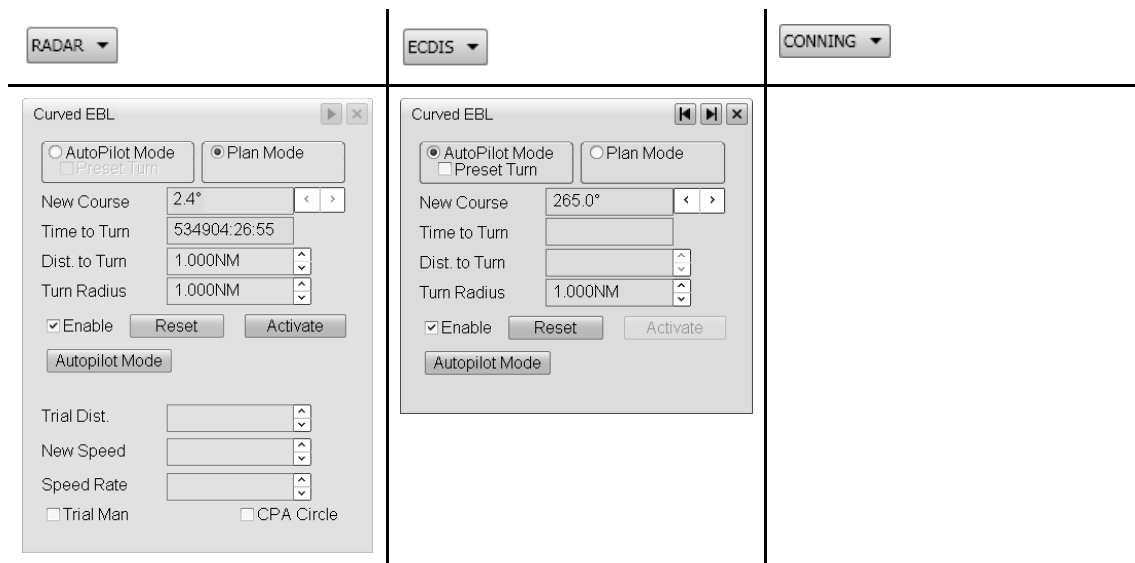 RADAR
ECDIS
CONNING
Curved EBL
AutoPilot Mode
Plan Mode
Preset Turn
New Course 2.4°
Time to Turn 534904:26:55
Dist. to Turn 1.000NM
Turn Radius 1.000NM
Enable Reset Activate
Autopilot Mode
Trial Dist.
New Speed
Speed Rate
Trial Man CPA Circle
Curved EBL
AutoPilot Mode
Plan Mode
Preset Turn
New Course 265.0°
Time to Turn
Dist. to Turn
Turn Radius 1.000NM
Enable Reset Activate
Autopilot Mode